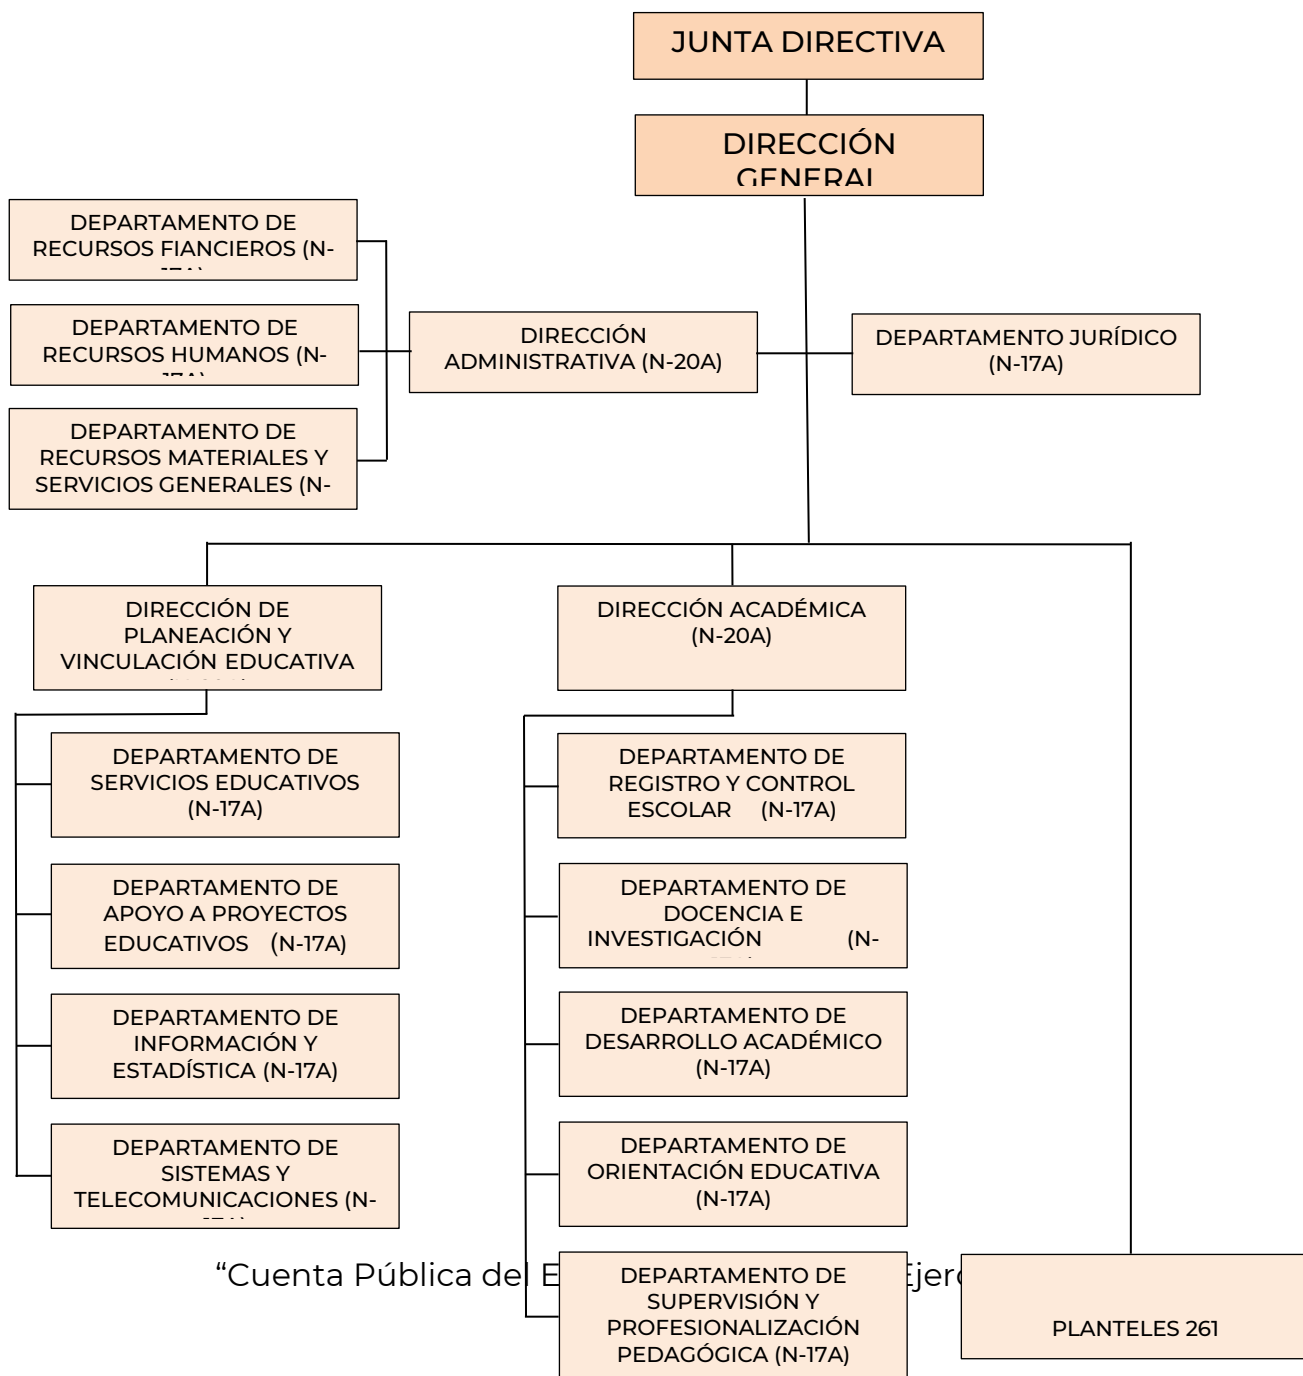 JUNTA DIRECTIVA
DIRECCIÓN
GENERAL
DEPARTAMENTO DE
RECURSOS FIANCIEROS (N-
17A)
DEPARTAMENTO DE
RECURSOS HUMANOS (N-
17A)
DEPARTAMENTO DE
RECURSOS MATERIALES Y
SERVICIOS GENERALES (N-
DIRECCIÓN
ADMINISTRATIVA (N-20A)
DEPARTAMENTO JURÍDICO
(N-17A)
DIRECCIÓN DE
PLANEACIÓN Y
VINCULACIÓN EDUCATIVA
DEPARTAMENTO DE
SERVICIOS EDUCATIVOS
(N-17A)
DEPARTAMENTO DE
APOYO A PROYECTOS
EDUCATIVOS (N-17A)
DEPARTAMENTO DE
INFORMACIÓN Y
ESTADÍSTICA (N-17A)
DEPARTAMENTO DE
SISTEMAS Y
TELECOMUNICACIONES (N-
17A)
DIRECCIÓN ACADÉMICA
(N-20A)
DEPARTAMENTO DE
REGISTRO Y CONTROL
ESCOLAR (N-17A)
DEPARTAMENTO DE
DOCENCIA E
INVESTIGACIÓN (N-
DEPARTAMENTO DE
DESARROLLO ACADÉMICO
(N-17A)
DEPARTAMENTO DE
ORIENTACIÓN EDUCATIVA
(N-17A)
DEPARTAMENTO DE
SUPERVISIÓN Y
PROFESIONALIZACIÓN
PEDAGÓGICA (N-17A)
PLANTELES 261
“Cuenta Pública del